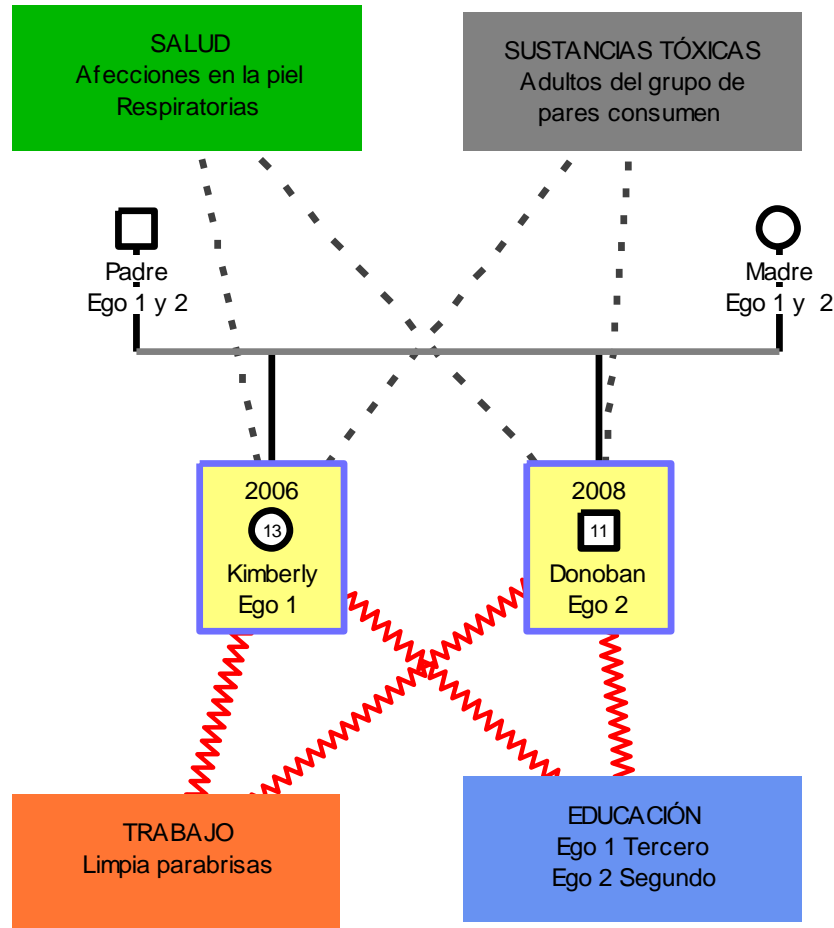 SALUD
Afecciones en la piel
Respiratorias
SUSTANCIAS TÓXICAS
Adultos del grupo de
pares consumen
Padre
Ego 1 y 2
Madre
Ego 1 y 2
2006
13
Kimberly
Ego 1
2008
11
Donoban
Ego 2
TRABAJO
Limpia parabrisas
EDUCACIÓN
Ego 1 Tercero
Ego 2 Segundo